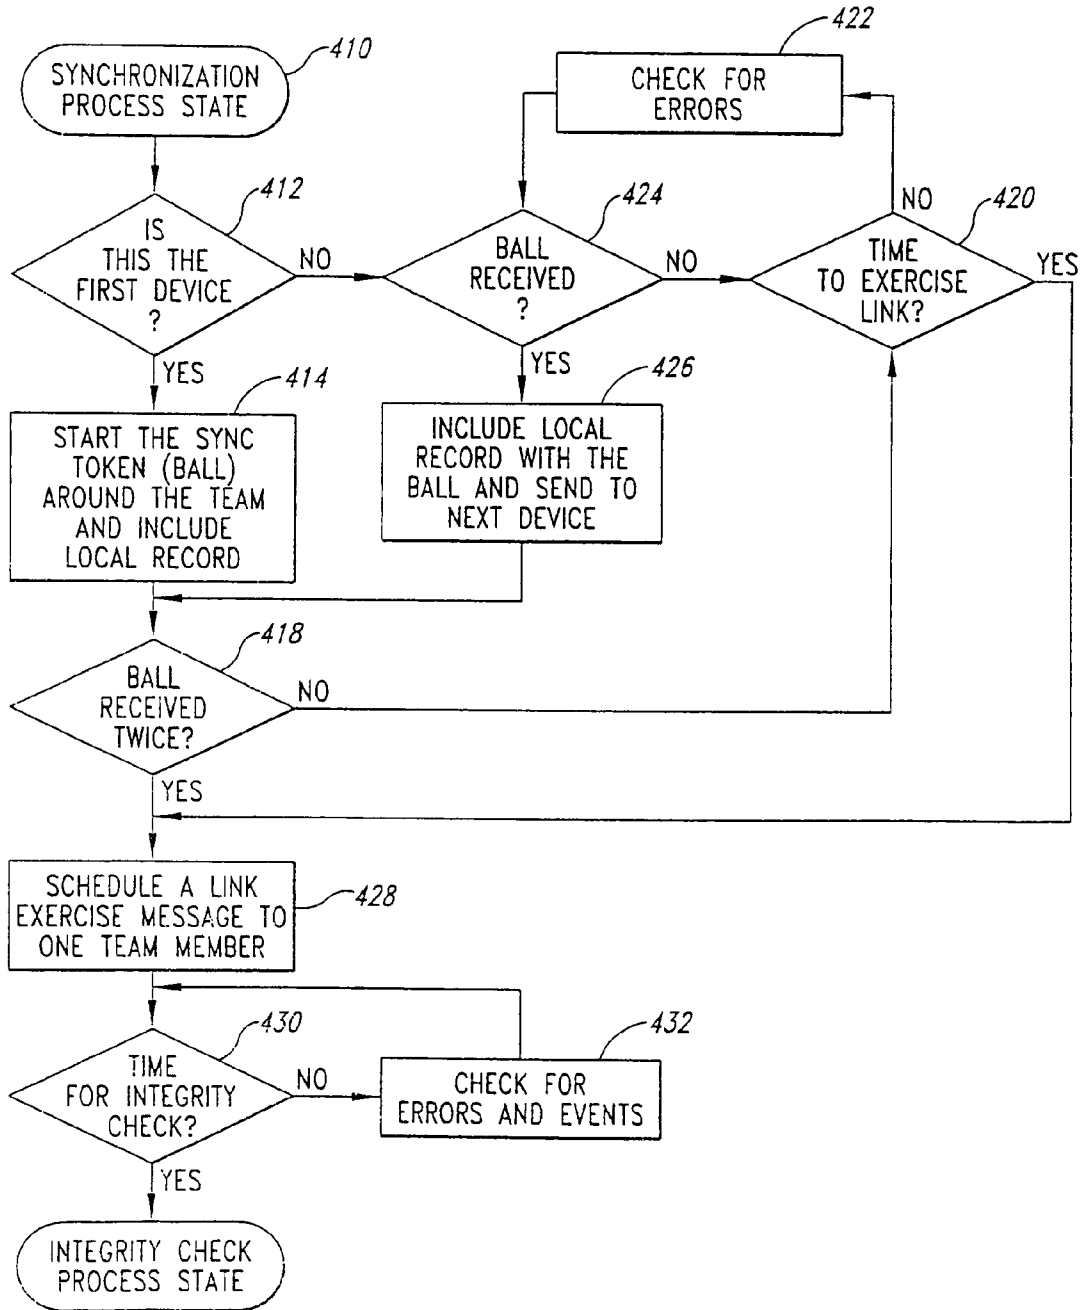 SYNCHRONIZATION
PROCESS STATE
410
422
CHECK FOR
ERRORS
412
IS
THIS THE
FIRST DEVICE
?
NO
424
BALL
RECEIVED
?
NO
NO
420
TIME
TO EXERCISE
LINK?
YES
YES
414
START THE SYNC
TOKEN (BALL)
AROUND THE TEAM
AND INCLUDE
LOCAL RECORD
YES
426
INCLUDE LOCAL
RECORD WITH THE
BALL AND SEND TO
NEXT DEVICE
418
BALL
RECEIVED
TWICE?
NO
YES
SCHEDULE A LINK
EXERCISE MESSAGE TO
ONE TEAM MEMBER
428
430
TIME
FOR INTEGRITY
CHECK?
NO
432
CHECK FOR
ERRORS AND EVENTS
YES
INTEGRITY CHECK
PROCESS STATE